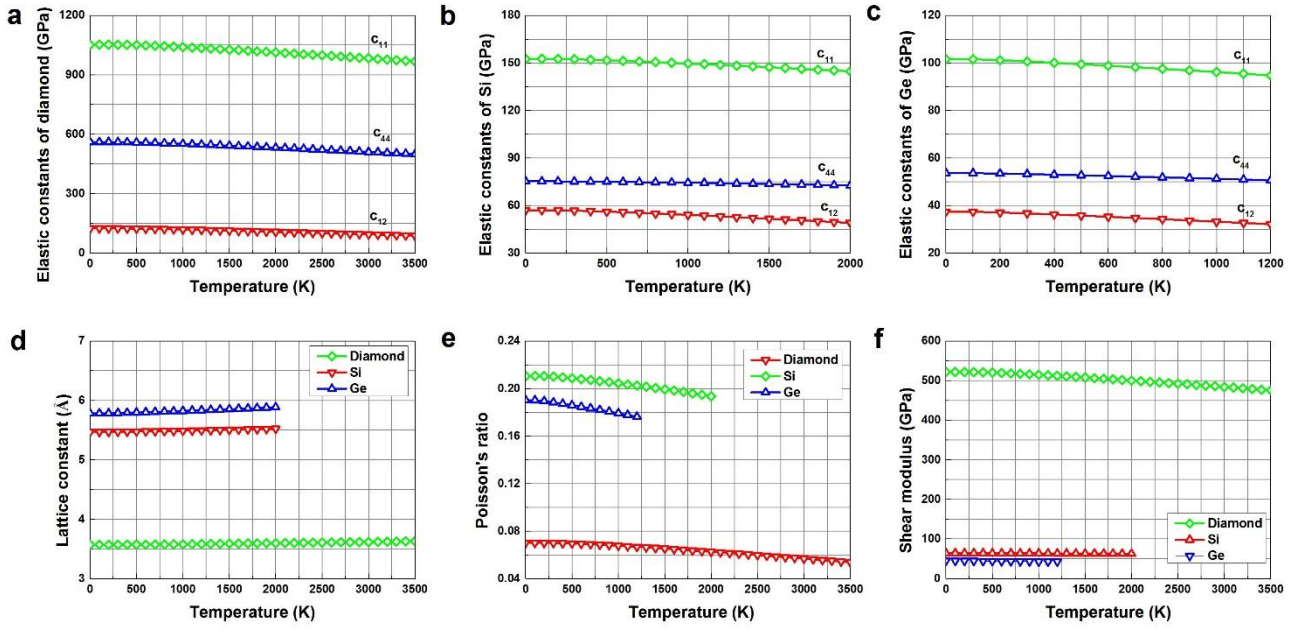 a
Elastic constants of diamond (GPa)
1200
900
600
300
0
c11
c44
c12
0 500 1000 1500 2000 2500 3000 3500
Temperature (K)
b
Elastic constants of Si (GPa)
180
150
120
90
60
30
c11
c44
c12
0 500 1000 1500 2000
Temperature (K)
c
Elastic constants of Ge (GPa)
120
100
80
60
40
20
c11
c44
c12
0 200 400 600 800 1000 1200
Temperature (K)
d
Lattice constant (Å)
7
6
5
4
3
Diamond
Si
Ge
0 500 1000 1500 2000 2500 3000 3500
Temperature (K)
e
Poisson's ratio
0.24
0.20
0.16
0.12
0.08
0.04
Diamond
Si
Ge
0 500 1000 1500 2000 2500 3000 3500
Temperature (K)
f
Shear modulus (GPa)
600
500
400
300
200
100
0
Diamond
Si
Ge
0 500 1000 1500 2000 2500 3000 3500
Temperature (K)